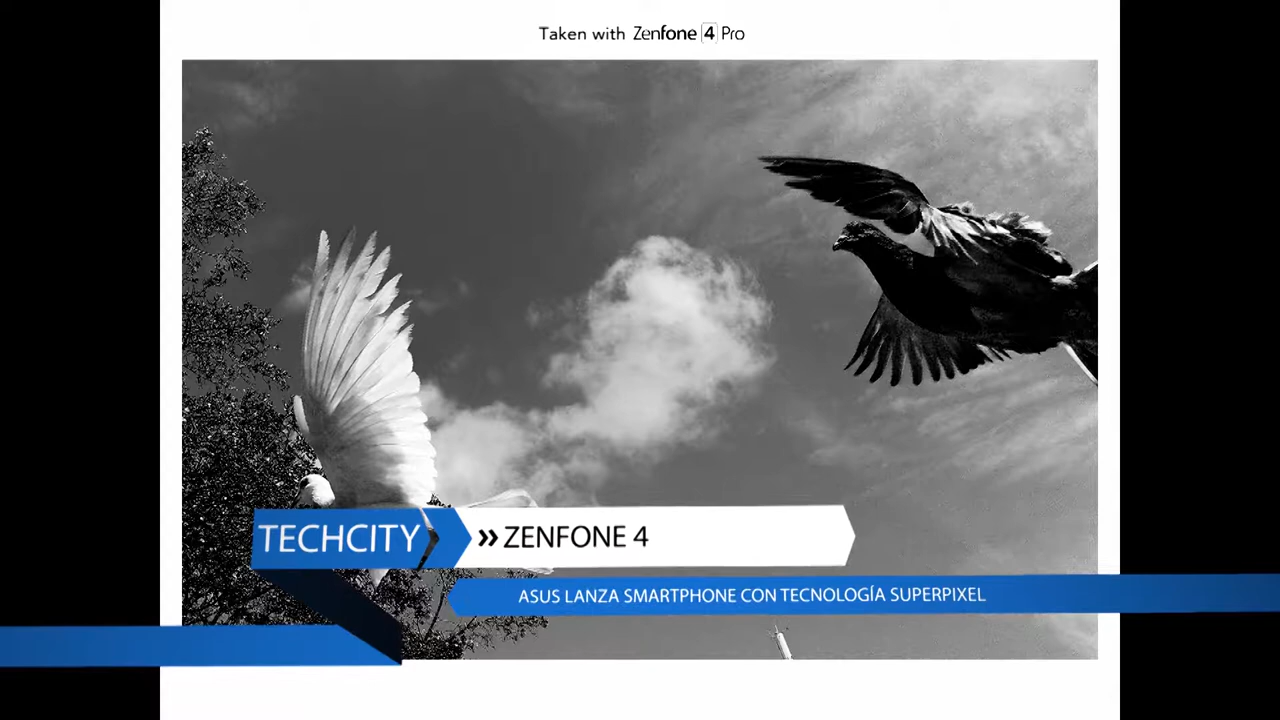 Taken with Zenfone 4 Pro
TECHCITY
» ZENFONE 4
ASUS LANZA SMARTPHONE CON TECNOLOGÍA SUPERPIXEL